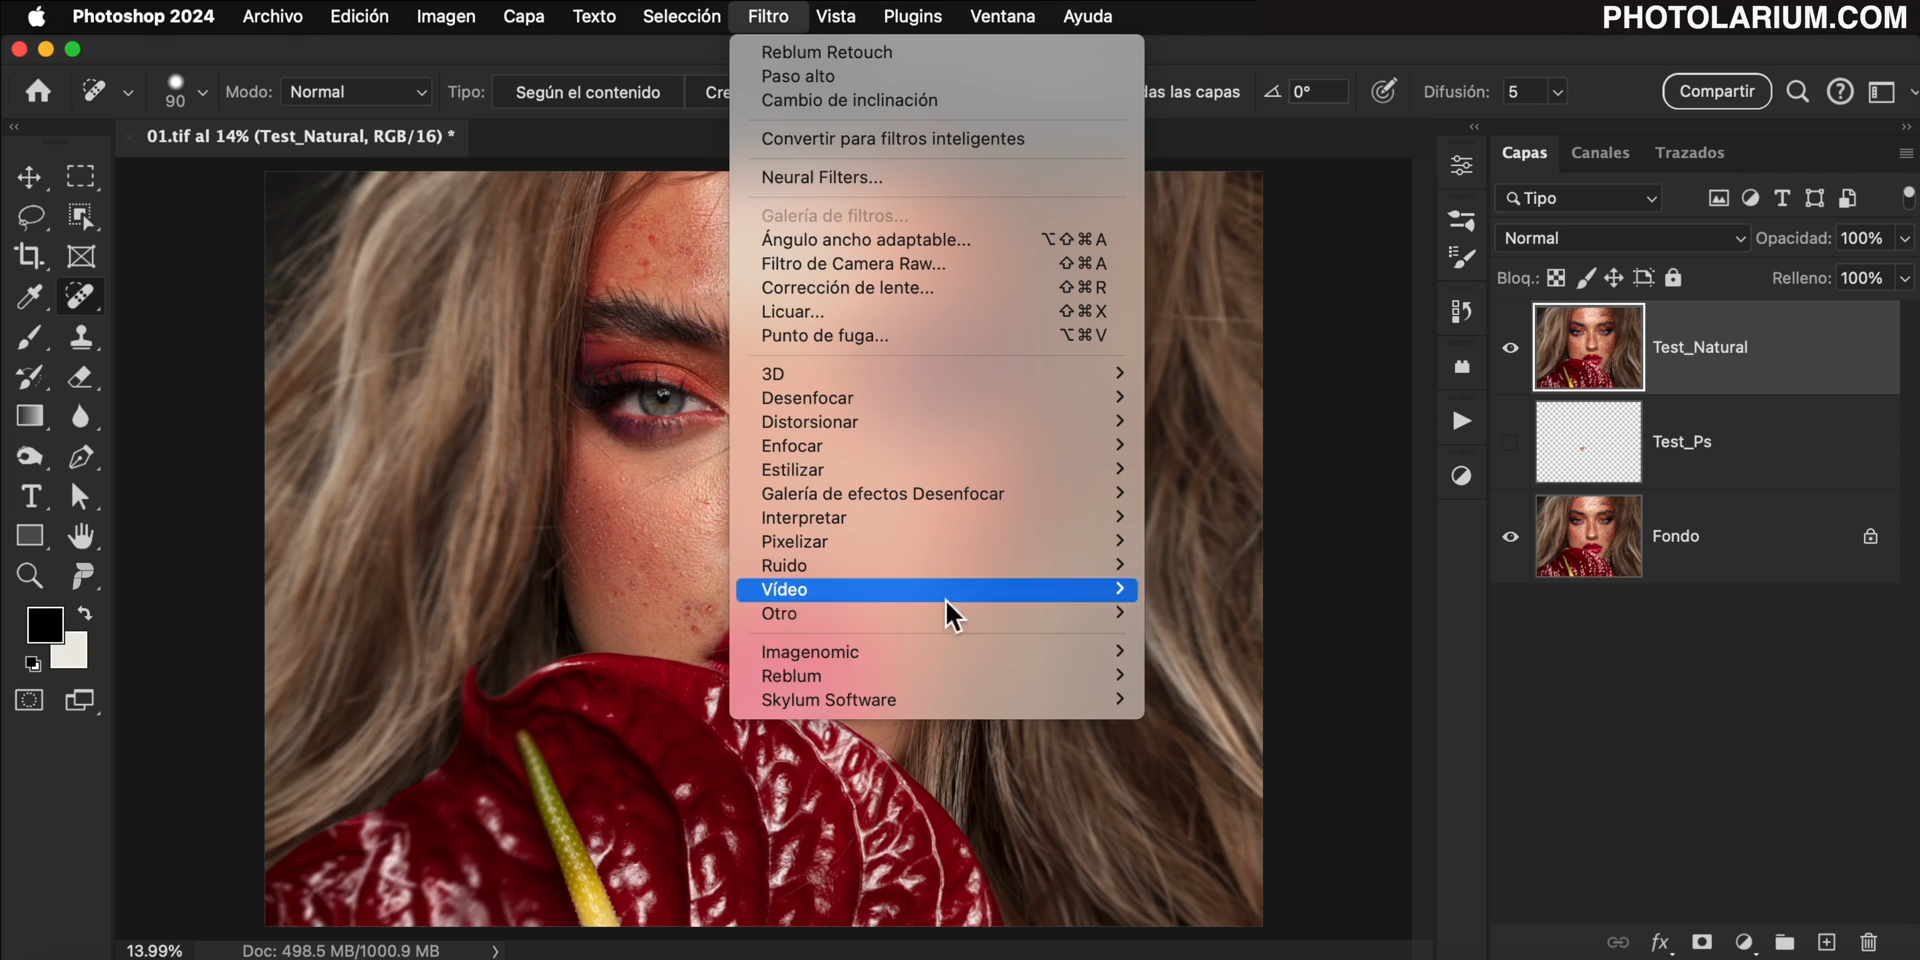 Photoshop 2024 Archivo Edición Imagen Capa Texto Selección Filtro Vista Plugins Ventana Ayuda
PHOTOLARIUM.COM
90 Modo: Normal Tipo: Según el contenido Cre das las capas 0° Difusión: 5 Compartir
01.tif al 14% (Test_Natural, RGB/16) *
Reblum Retouch
Paso alto
Cambio de inclinación
Convertir para filtros inteligentes
Neural Filters...
Galería de filtros...
Ángulo ancho adaptable... ⌥⇧⌘A
Filtro de Camera Raw... ⇧⌘A
Corrección de lente... ⇧⌘R
Licuar... ⇧⌘X
Punto de fuga... ⌥⌘V
3D
Desenfocar
Distorsionar
Enfocar
Estilizar
Galería de efectos Desenfocar
Interpretar
Pixelizar
Ruido
Vídeo
Otro
Imagenomic
Reblum
Skylum Software
Capas Canales Trazados
Tipo
Normal Opacidad: 100%
Bloq.: Relleno: 100%
Test_Natural
Test_Ps
Fondo
fx
13.99% Doc: 498.5 MB/1000.9 MB